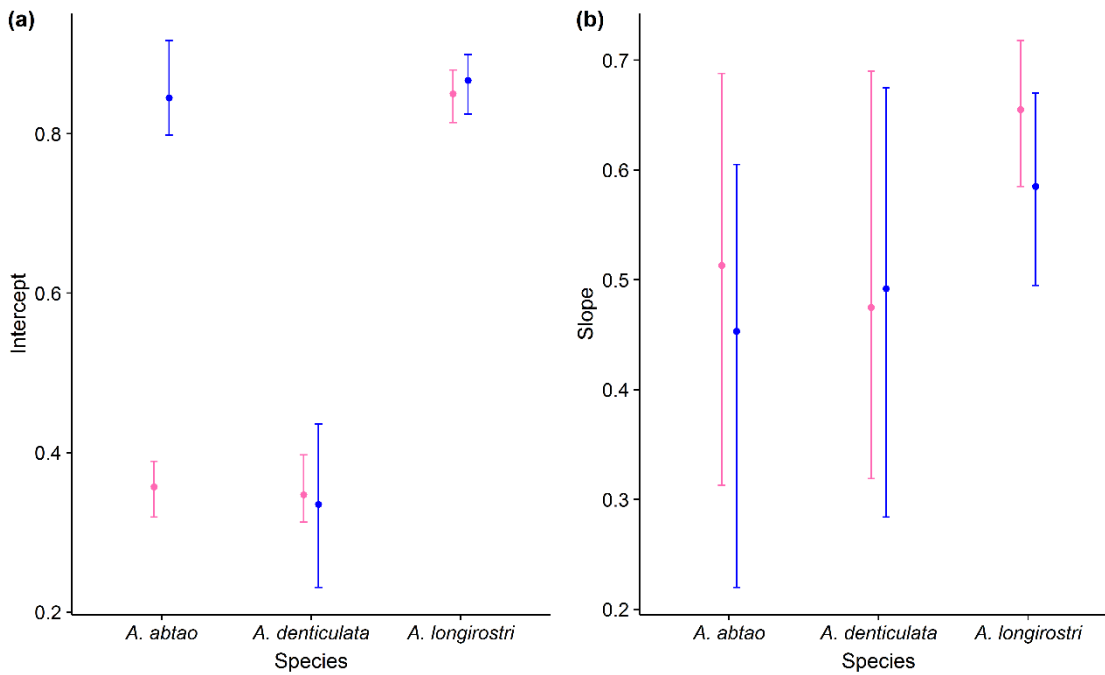 (a)
Intercept
0.8
0.6
0.4
0.2
A. abtao A. denticulata A. longirostri
Species
(b)
Slope
0.7
0.6
0.5
0.4
0.3
0.2
A. abtao A. denticulata A. longirostri
Species